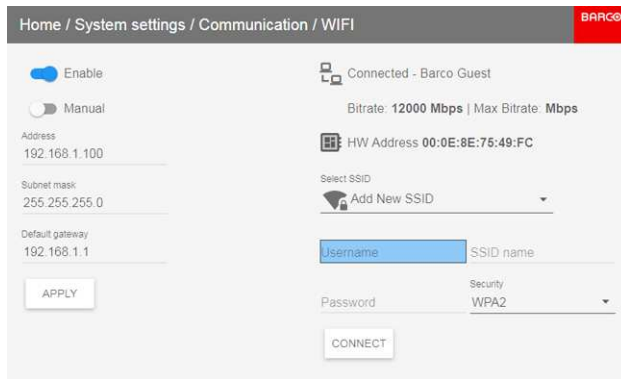 Home / System settings / Communication / WIFI
BARCO
Enable
Manual
Address
192.168.1.100
Subnet mask
255.255.255.0
Default gateway
192.168.1.1
APPLY
Connected - Barco Guest
Bitrate: 12000 Mbps | Max Bitrate: Mbps
HW Address 00:0E:8E:75:49:FC
Select SSID
Add New SSID
Username SSID name
Security
Password WPA2
CONNECT